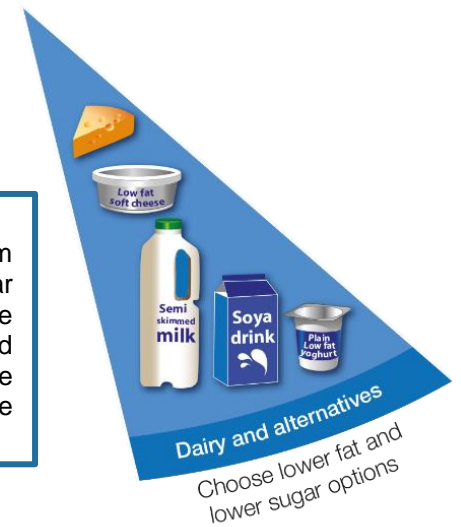 Low fat
soft cheese
Semi
skimmed
milk
Soya
drink
Plain
Low fat
yoghurt
Dairy and alternatives
Choose lower fat and
lower sugar options